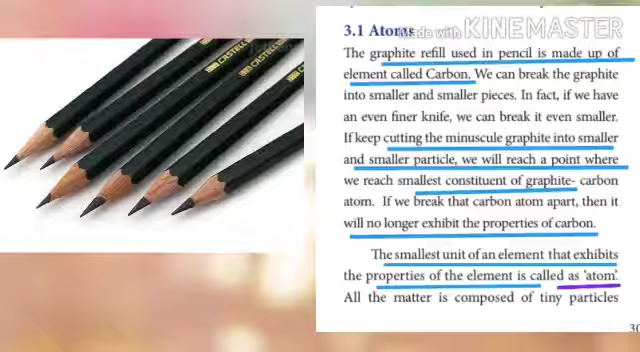 CASTELL
CASTELL
CASTELL
3.1 Atoms
Made with KINEMASTER
The graphite refill used in pencil is made up of
element called Carbon. We can break the graphite
into smaller and smaller pieces. In fact, if we have
an even finer knife, we can break it even smaller.
If keep cutting the minuscule graphite into smaller
and smaller particle, we will reach a point where
we reach smallest constituent of graphite- carbon
atom. If we break that carbon atom apart, then it
will no longer exhibit the properties of carbon.
The smallest unit of an element that exhibits
the properties of the element is called as 'atom'.
All the matter is composed of tiny particles
30